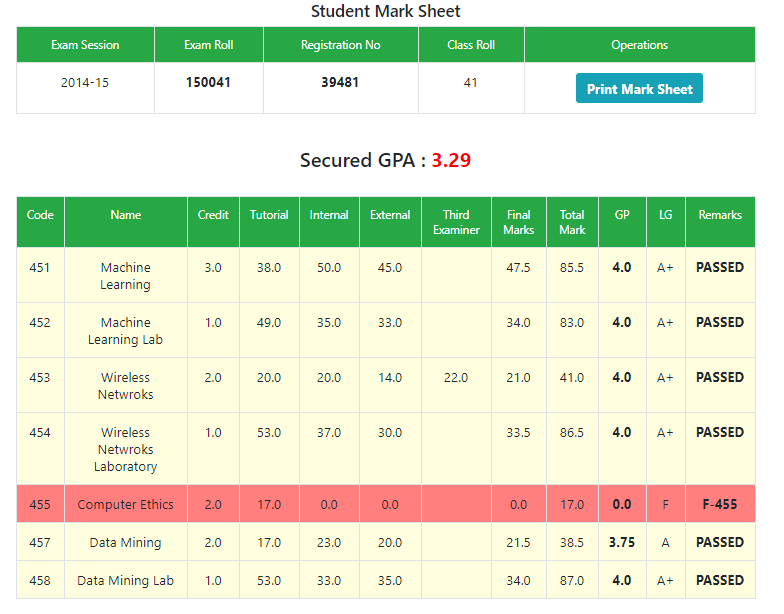 Student Mark Sheet
Exam Session Exam Roll Registration No Class Roll Operations
2014-15 150041 39481 41 Print Mark Sheet
Secured GPA : 3.29
Code Name Credit Tutorial Internal External Third Examiner Final Marks Total Mark GP LG Remarks
451 Machine Learning 3.0 38.0 50.0 45.0 47.5 85.5 4.0 A+ PASSED
452 Machine Learning Lab 1.0 49.0 35.0 33.0 34.0 83.0 4.0 A+ PASSED
453 Wireless Netwroks 2.0 20.0 20.0 14.0 22.0 21.0 41.0 4.0 A+ PASSED
454 Wireless Netwroks Laboratory 1.0 53.0 37.0 30.0 33.5 86.5 4.0 A+ PASSED
455 Computer Ethics 2.0 17.0 0.0 0.0 0.0 17.0 0.0 F F-455
457 Data Mining 2.0 17.0 23.0 20.0 21.5 38.5 3.75 A PASSED
458 Data Mining Lab 1.0 53.0 33.0 35.0 34.0 87.0 4.0 A+ PASSED